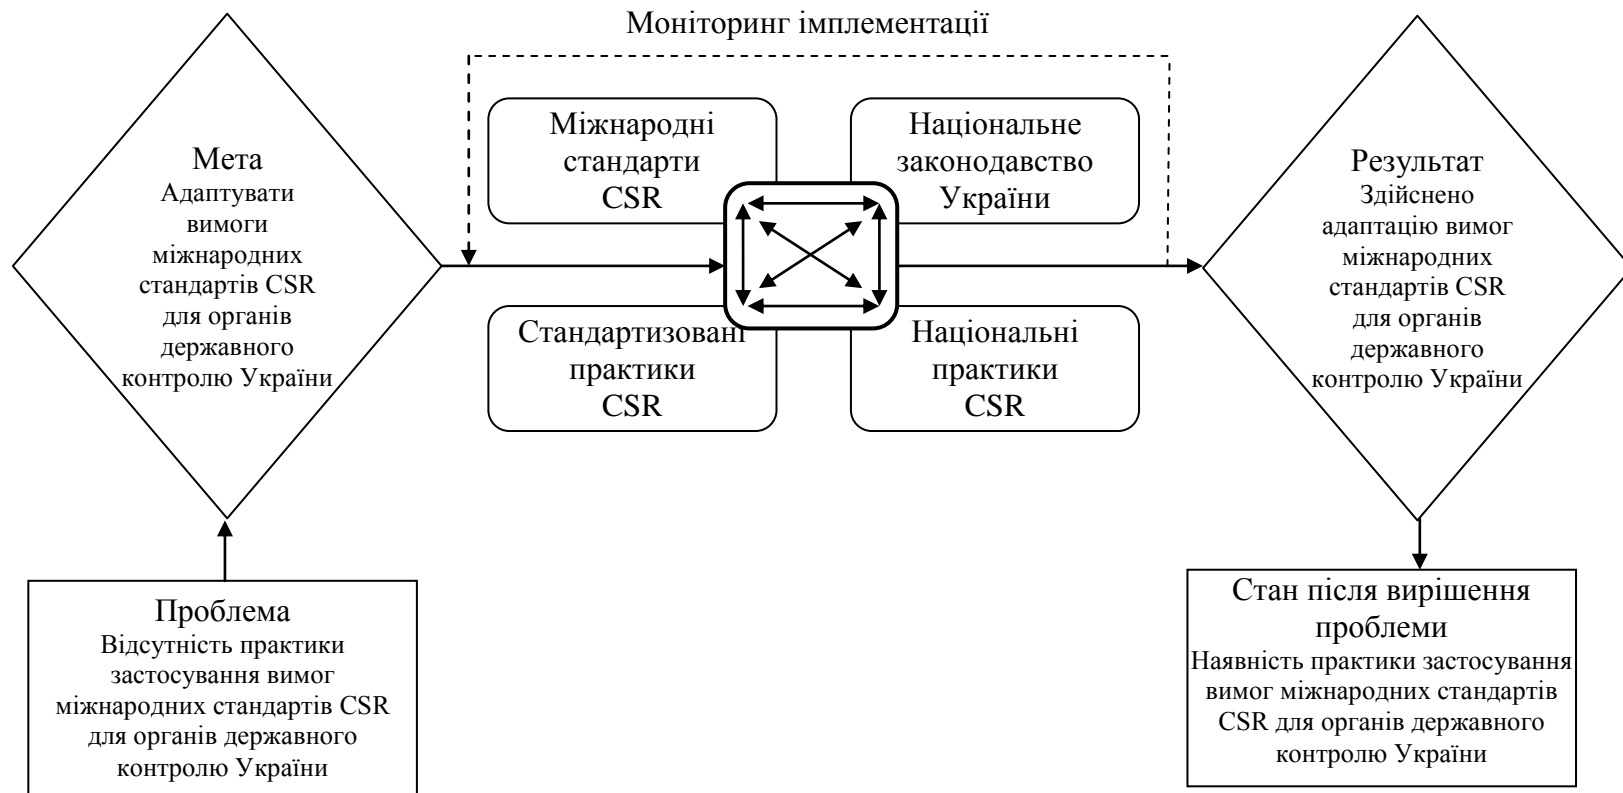 Моніторинг імплементації
Мета
Адаптувати
вимоги
міжнародних
стандартів CSR
для органів
державного
контролю України
Міжнародні
стандарти
CSR
Національне
законодавство
України
Стандартизовані
практики
CSR
Національні
практики
CSR
Результат
Здійснено
адаптацію вимог
міжнародних
стандартів CSR
для органів
державного
контролю України
Проблема
Відсутність практики
застосування вимог
міжнародних стандартів CSR
для органів державного
контролю України
Стан після вирішення
проблеми
Наявність практики застосування
вимог міжнародних стандартів
CSR для органів державного
контролю України